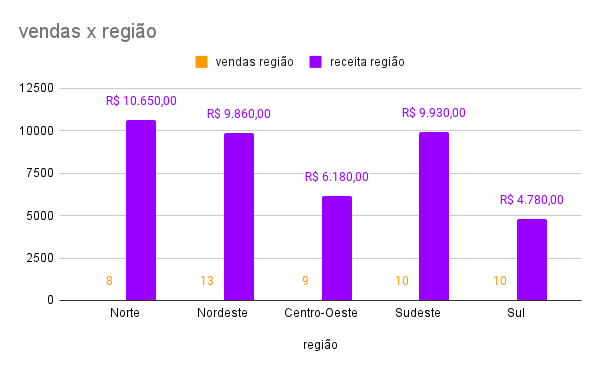 vendas x região
vendas região receita região
12500
10000
7500
5000
2500
0
R$ 10.650,00
R$ 9.860,00
R$ 6.180,00
R$ 9.930,00
R$ 4.780,00
8 13 9 10 10
Norte Nordeste Centro-Oeste Sudeste Sul
região